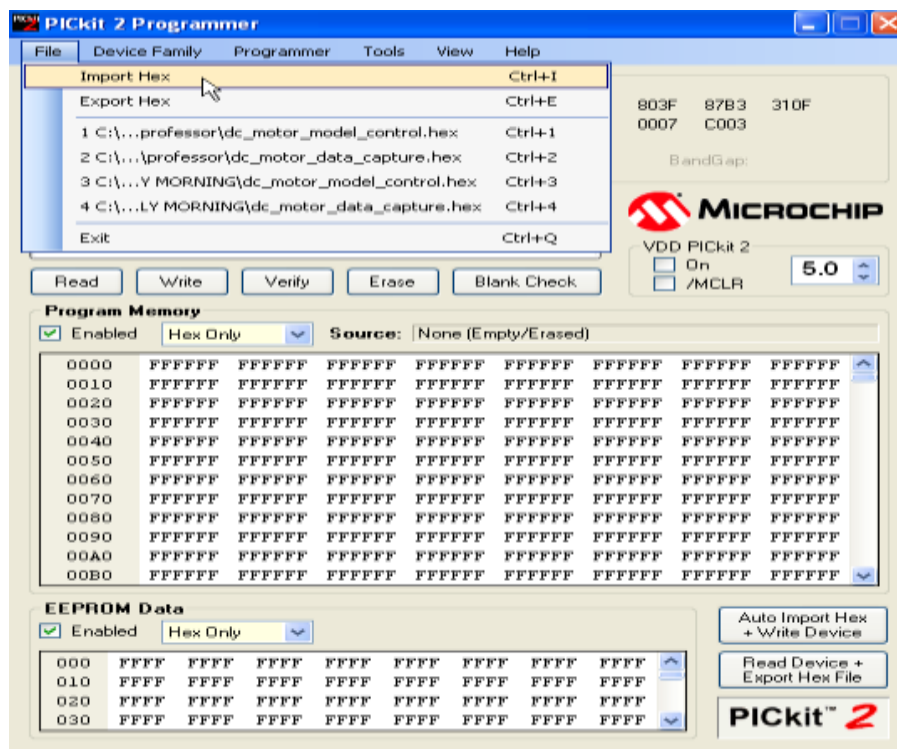 PICkit 2 Programmer
File Device Family Programmer Tools View Help
Import Hex Ctrl+I
Export Hex Ctrl+E
1 C:\...professor\dc_motor_model_control.hex Ctrl+1
2 C:\...\professor\dc_motor_data_capture.hex Ctrl+2
3 C:\...Y MORNING\dc_motor_model_control.hex Ctrl+3
4 C:\...LY MORNING\dc_motor_data_capture.hex Ctrl+4
Exit Ctrl+Q
803F 87B3 310F
0007 C003
BandGap:
MICROCHIP
VDD PICkit 2
On
/MCLR
5.0
Read Write Verify Erase Blank Check
Program Memory
Enabled Hex Only Source: None (Empty/Erased)
0000 FFFFFF FFFFFF FFFFFF FFFFFF FFFFFF FFFFFF FFFFFF FFFFFF
0010 FFFFFF FFFFFF FFFFFF FFFFFF FFFFFF FFFFFF FFFFFF FFFFFF
0020 FFFFFF FFFFFF FFFFFF FFFFFF FFFFFF FFFFFF FFFFFF FFFFFF
0030 FFFFFF FFFFFF FFFFFF FFFFFF FFFFFF FFFFFF FFFFFF FFFFFF
0040 FFFFFF FFFFFF FFFFFF FFFFFF FFFFFF FFFFFF FFFFFF FFFFFF
0050 FFFFFF FFFFFF FFFFFF FFFFFF FFFFFF FFFFFF FFFFFF FFFFFF
0060 FFFFFF FFFFFF FFFFFF FFFFFF FFFFFF FFFFFF FFFFFF FFFFFF
0070 FFFFFF FFFFFF FFFFFF FFFFFF FFFFFF FFFFFF FFFFFF FFFFFF
0080 FFFFFF FFFFFF FFFFFF FFFFFF FFFFFF FFFFFF FFFFFF FFFFFF
0090 FFFFFF FFFFFF FFFFFF FFFFFF FFFFFF FFFFFF FFFFFF FFFFFF
00A0 FFFFFF FFFFFF FFFFFF FFFFFF FFFFFF FFFFFF FFFFFF FFFFFF
00B0 FFFFFF FFFFFF FFFFFF FFFFFF FFFFFF FFFFFF FFFFFF FFFFFF
EEPROM Data
Enabled Hex Only
000 FFFF FFFF FFFF FFFF FFFF FFFF FFFF FFFF
010 FFFF FFFF FFFF FFFF FFFF FFFF FFFF FFFF
020 FFFF FFFF FFFF FFFF FFFF FFFF FFFF FFFF
030 FFFF FFFF FFFF FFFF FFFF FFFF FFFF FFFF
Auto Import Hex
+ Write Device
Read Device +
Export Hex File
PICkit™ 2